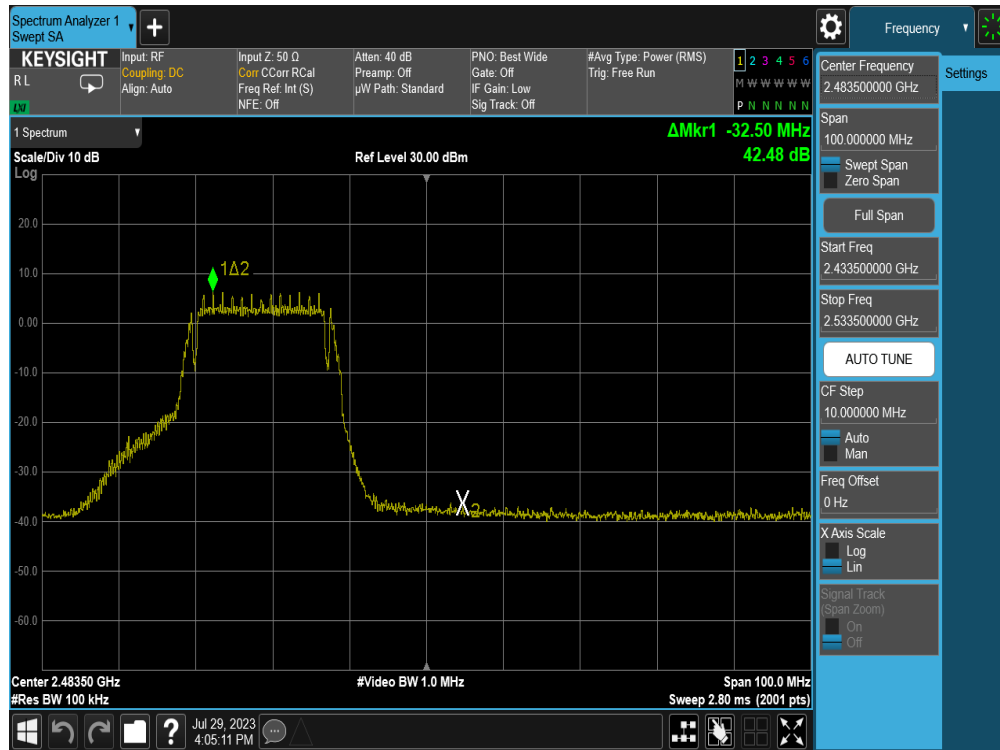 Spectrum Analyzer 1
Swept SA
Frequency
KEYSIGHT
R L
LXI
Input: RF
Coupling: DC
Align: Auto
Input Z: 50 Ω
Corr CCorr RCal
Freq Ref: Int (S)
NFE: Off
Atten: 40 dB
Preamp: Off
µW Path: Standard
PNO: Best Wide
Gate: Off
IF Gain: Low
Sig Track: Off
#Avg Type: Power (RMS)
Trig: Free Run
1 2 3 4 5 6
M W W W W W
P N N N N N
1 Spectrum
ΔMkr1 -32.50 MHz
42.48 dB
Scale/Div 10 dB
Ref Level 30.00 dBm
Log
20.0
10.0
0.00
-10.0
-20.0
-30.0
-40.0
-50.0
-60.0
1Δ2
X2
Center 2.48350 GHz
#Video BW 1.0 MHz
Span 100.0 MHz
#Res BW 100 kHz
Sweep 2.80 ms (2001 pts)
Center Frequency
2.483500000 GHz
Settings
Span
100.000000 MHz
Swept Span
Zero Span
Full Span
Start Freq
2.433500000 GHz
Stop Freq
2.533500000 GHz
AUTO TUNE
CF Step
10.000000 MHz
Auto
Man
Freq Offset
0 Hz
X Axis Scale
Log
Lin
Signal Track
(Span Zoom)
On
Off
?
Jul 29, 2023
4:05:11 PM